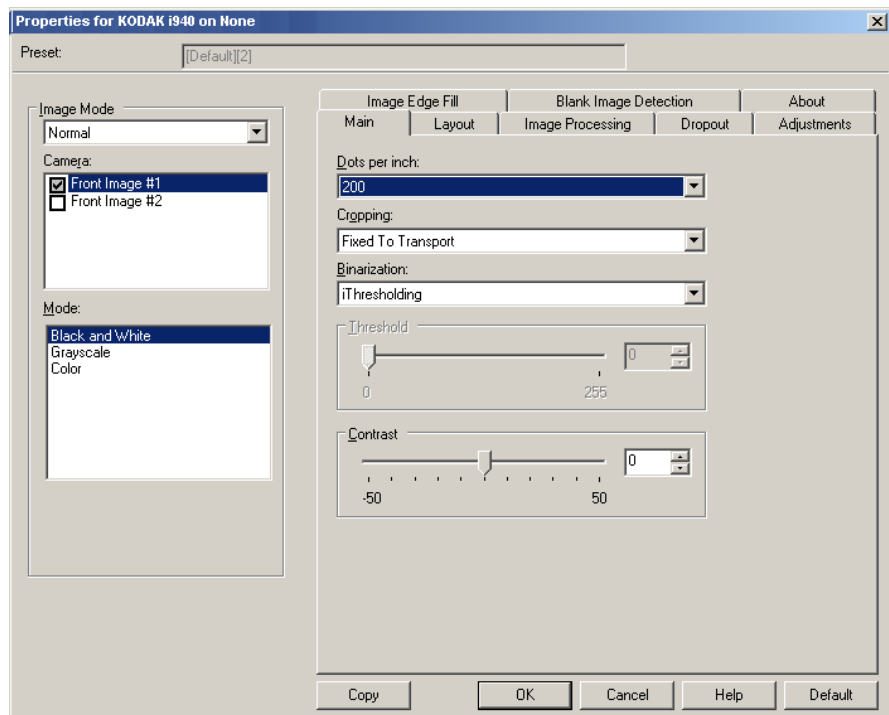 Properties for KODAK i940 on None
Preset:
[Default][2]
Image Mode
Normal
Camera:
Front Image #1
Front Image #2
Mode:
Black and White
Grayscale
Color
Image Edge Fill
Blank Image Detection
About
Main
Layout
Image Processing
Dropout
Adjustments
Dots per inch:
200
Cropping:
Fixed To Transport
Binarization:
iThresholding
Threshold
0
0
255
Contrast
0
-50
50
Copy
OK
Cancel
Help
Default